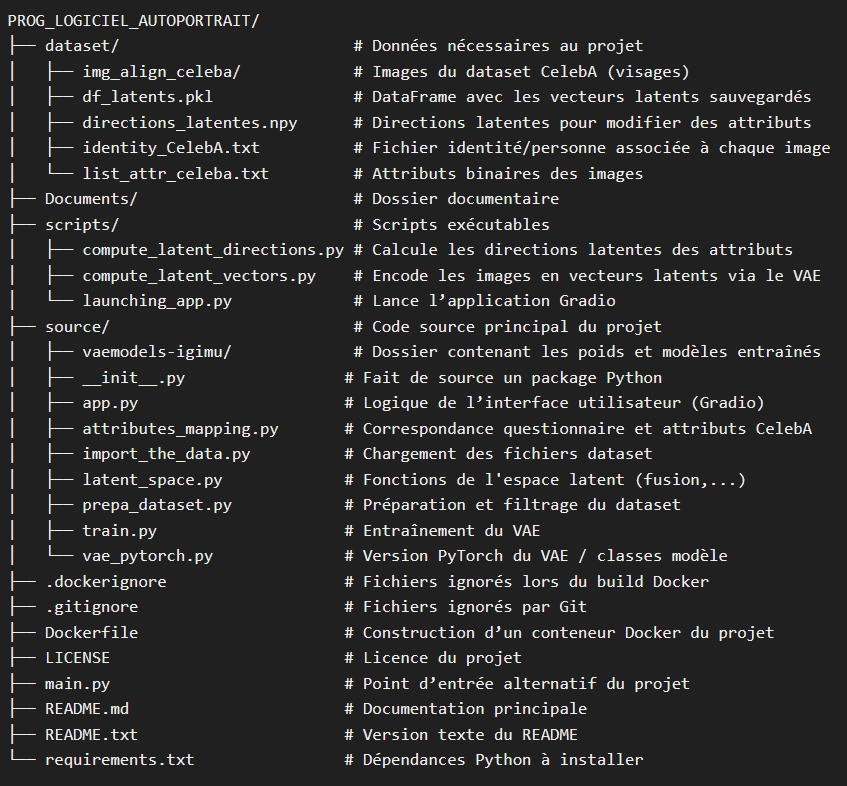 PROG_LOGICIEL_AUTOPORTRAIT/
├── dataset/                         # Données nécessaires au projet
│   ├── img_align_celeba/            # Images du dataset CelebA (visages)
│   ├── df_latents.pkl               # DataFrame avec les vecteurs latents sauvegardés
│   ├── directions_latentes.npy      # Directions latentes pour modifier des attributs
│   ├── identity_CelebA.txt          # Fichier identité/personne associée à chaque image
│   └── list_attr_celeba.txt         # Attributs binaires des images
├── Documents/                       # Dossier documentaire
├── scripts/                         # Scripts exécutables
│   ├── compute_latent_directions.py # Calcule les directions latentes des attributs
│   ├── compute_latent_vectors.py    # Encode les images en vecteurs latents via le VAE
│   └── launching_app.py             # Lance l’application Gradio
├── source/                          # Code source principal du projet
│   ├── vaemodels-igimu/             # Dossier contenant les poids et modèles entraînés
│   ├── __init__.py                 # Fait de source un package Python
│   ├── app.py                      # Logique de l’interface utilisateur (Gradio)
│   ├── attributes_mapping.py       # Correspondance questionnaire et attributs CelebA
│   ├── import_the_data.py          # Chargement des fichiers dataset
│   ├── latent_space.py             # Fonctions de l'espace latent (fusion,...)
│   ├── prepa_dataset.py            # Préparation et filtrage du dataset
│   ├── train.py                    # Entraînement du VAE
│   └── vae_pytorch.py              # Version PyTorch du VAE / classes modèle
├── .dockerignore                   # Fichiers ignorés lors du build Docker
├── .gitignore                      # Fichiers ignorés par Git
├── Dockerfile                      # Construction d’un conteneur Docker du projet
├── LICENSE                         # Licence du projet
├── main.py                         # Point d’entrée alternatif du projet
├── README.md                       # Documentation principale
├── README.txt                      # Version texte du README
└── requirements.txt                # Dépendances Python à installer